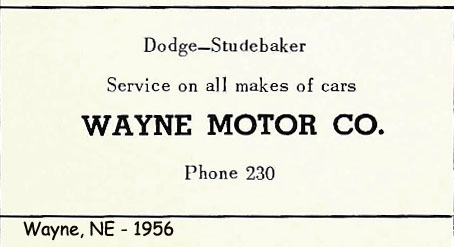 Dodge—Studebaker
Service on all makes of cars
WAYNE MOTOR CO.
Phone 230
Wayne, NE - 1956